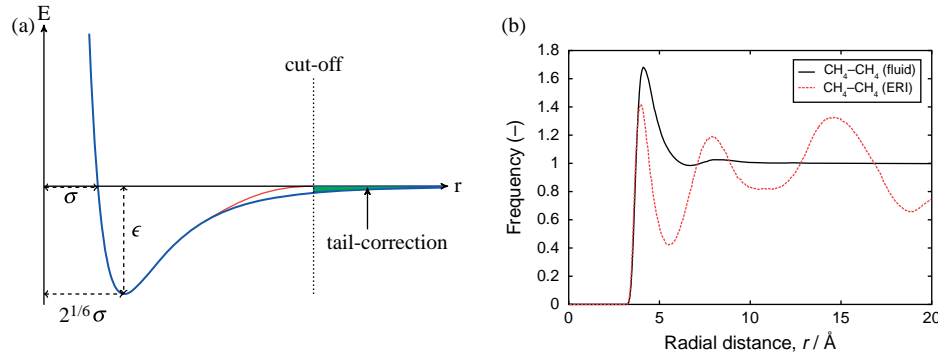 (a)
E
cut-off
r
σ
ϵ
tail-correction
2^{1/6} σ
(b)
1.8
1.6
1.4
1.2
1
0.8
0.6
0.4
0.2
0
Frequency (–)
CH₄–CH₄ (fluid)
CH₄–CH₄ (ERI)
0 5 10 15 20
Radial distance, r / Å